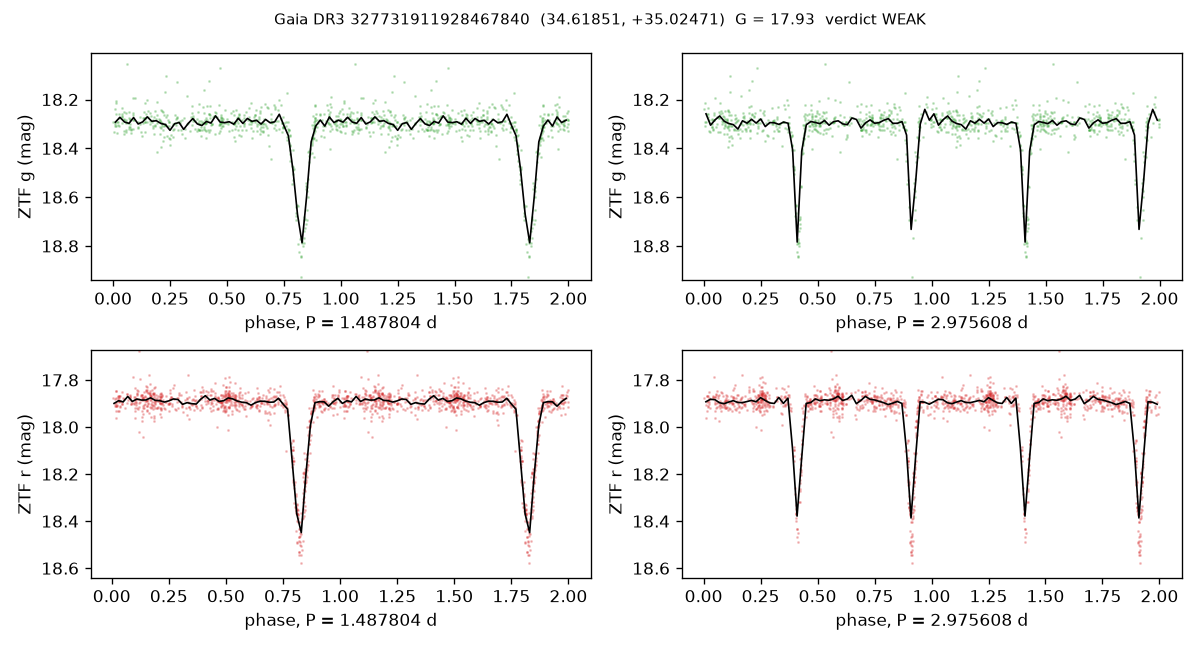 Gaia DR3 327731911928467840 (34.61851, +35.02471) G = 17.93 verdict WEAK
ZTF g (mag)
18.2
18.4
18.6
18.8
0.00 0.25 0.50 0.75 1.00 1.25 1.50 1.75 2.00
phase, P = 1.487804 d
ZTF g (mag)
18.2
18.4
18.6
18.8
0.00 0.25 0.50 0.75 1.00 1.25 1.50 1.75 2.00
phase, P = 2.975608 d
ZTF r (mag)
17.8
18.0
18.2
18.4
18.6
0.00 0.25 0.50 0.75 1.00 1.25 1.50 1.75 2.00
phase, P = 1.487804 d
ZTF r (mag)
17.8
18.0
18.2
18.4
18.6
0.00 0.25 0.50 0.75 1.00 1.25 1.50 1.75 2.00
phase, P = 2.975608 d